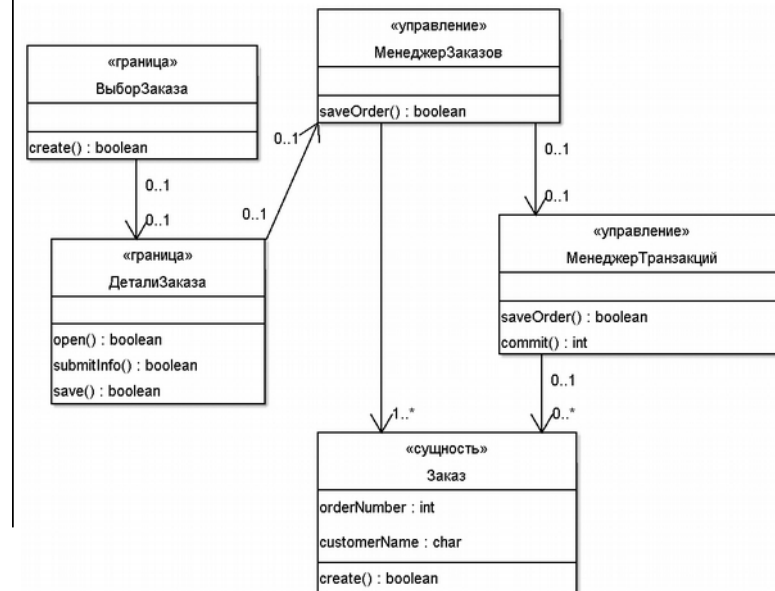 «управление»
МенеджерЗаказов
saveOrder() : boolean
«граница»
ВыборЗаказа
create() : boolean
0..1
0..1
0..1
0..1
0..1
0..1
«граница»
ДеталиЗаказа
open() : boolean
submitInfo() : boolean
save() : boolean
«управление»
МенеджерТранзакций
saveOrder() : boolean
commit() : int
0..1
1..*
0..*
«сущность»
Заказ
orderNumber : int
customerName : char
create() : boolean